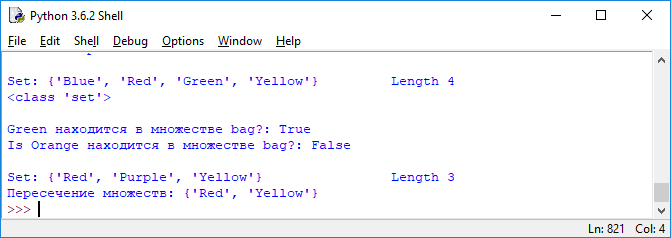 Python 3.6.2 Shell
File Edit Shell Debug Options Window Help
Set: {'Blue', 'Red', 'Green', 'Yellow'} Length 4
<class 'set'>
Green находится в множестве bag?: True
Is Orange находится в множестве bag?: False
Set: {'Red', 'Purple', 'Yellow'} Length 3
Пересечение множеств: {'Red', 'Yellow'}
>>>
Ln: 821 Col: 4